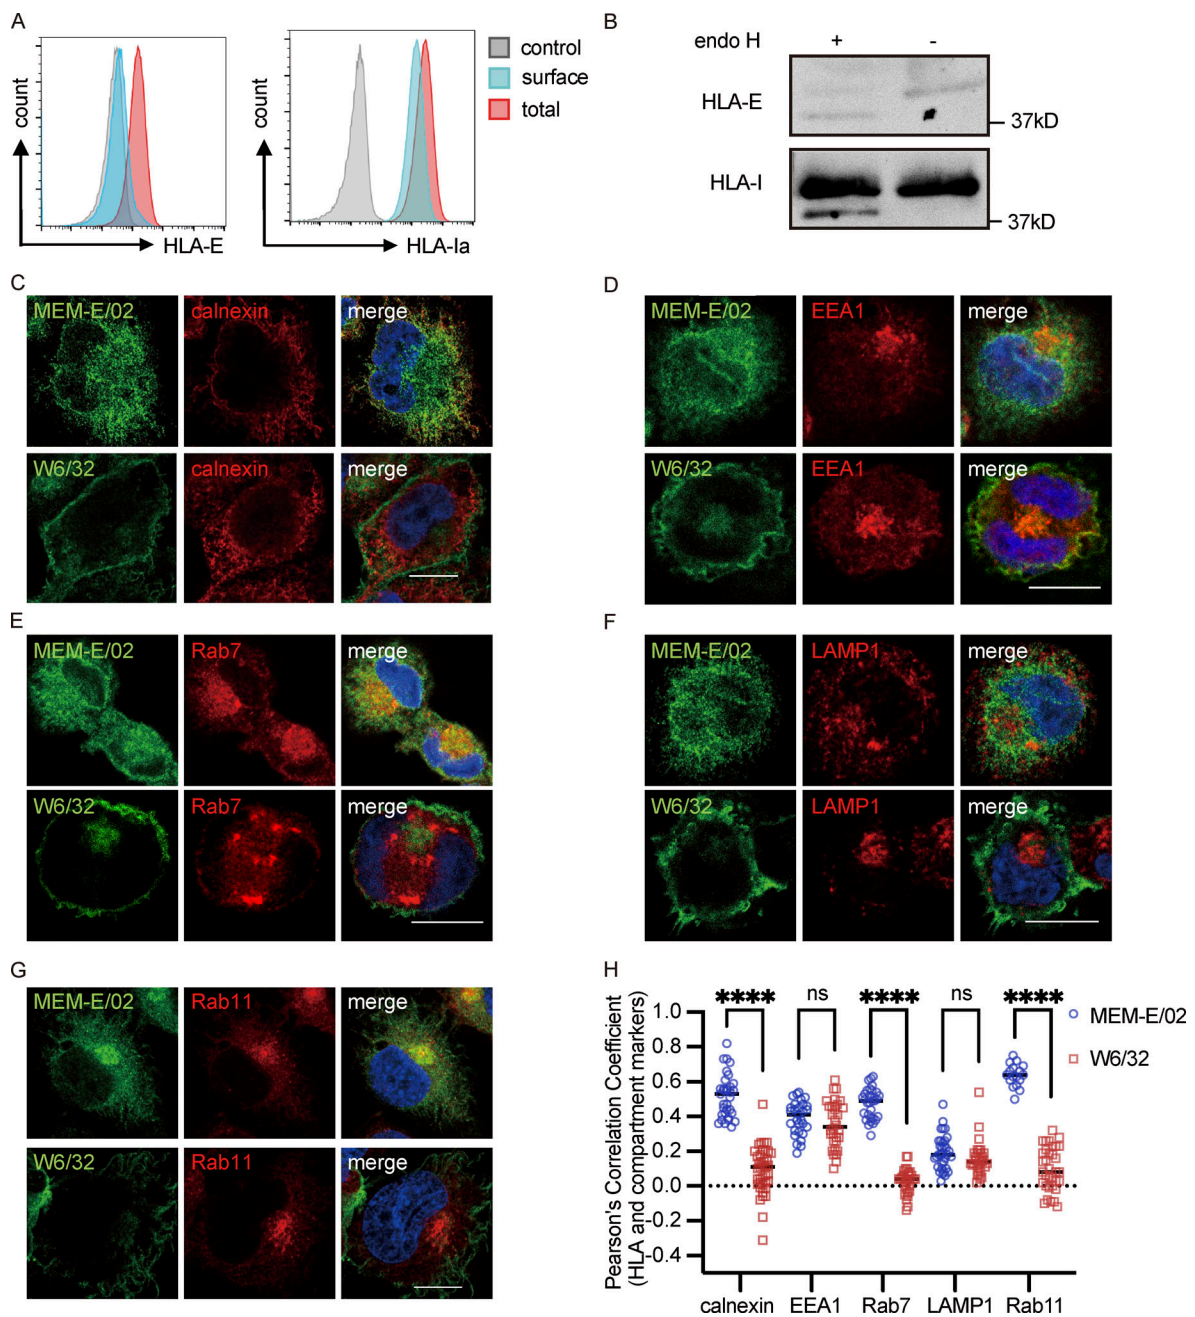 A
count
HLA-E
count
HLA-Ia
control
surface
total
B
endo H + -
HLA-E
37kD
HLA-I
37kD
C
MEM-E/02 calnexin merge
W6/32 calnexin merge
D
MEM-E/02 EEA1 merge
W6/32 EEA1 merge
E
MEM-E/02 Rab7 merge
W6/32 Rab7 merge
F
MEM-E/02 LAMP1 merge
W6/32 LAMP1 merge
G
MEM-E/02 Rab11 merge
W6/32 Rab11 merge
H
Pearson's Correlation Coefficient
(HLA and compartment markers)
**** ns **** ns ****
1.0
0.8
0.6
0.4
0.2
0.0
-0.2
-0.4
calnexin EEA1 Rab7 LAMP1 Rab11
MEM-E/02
W6/32